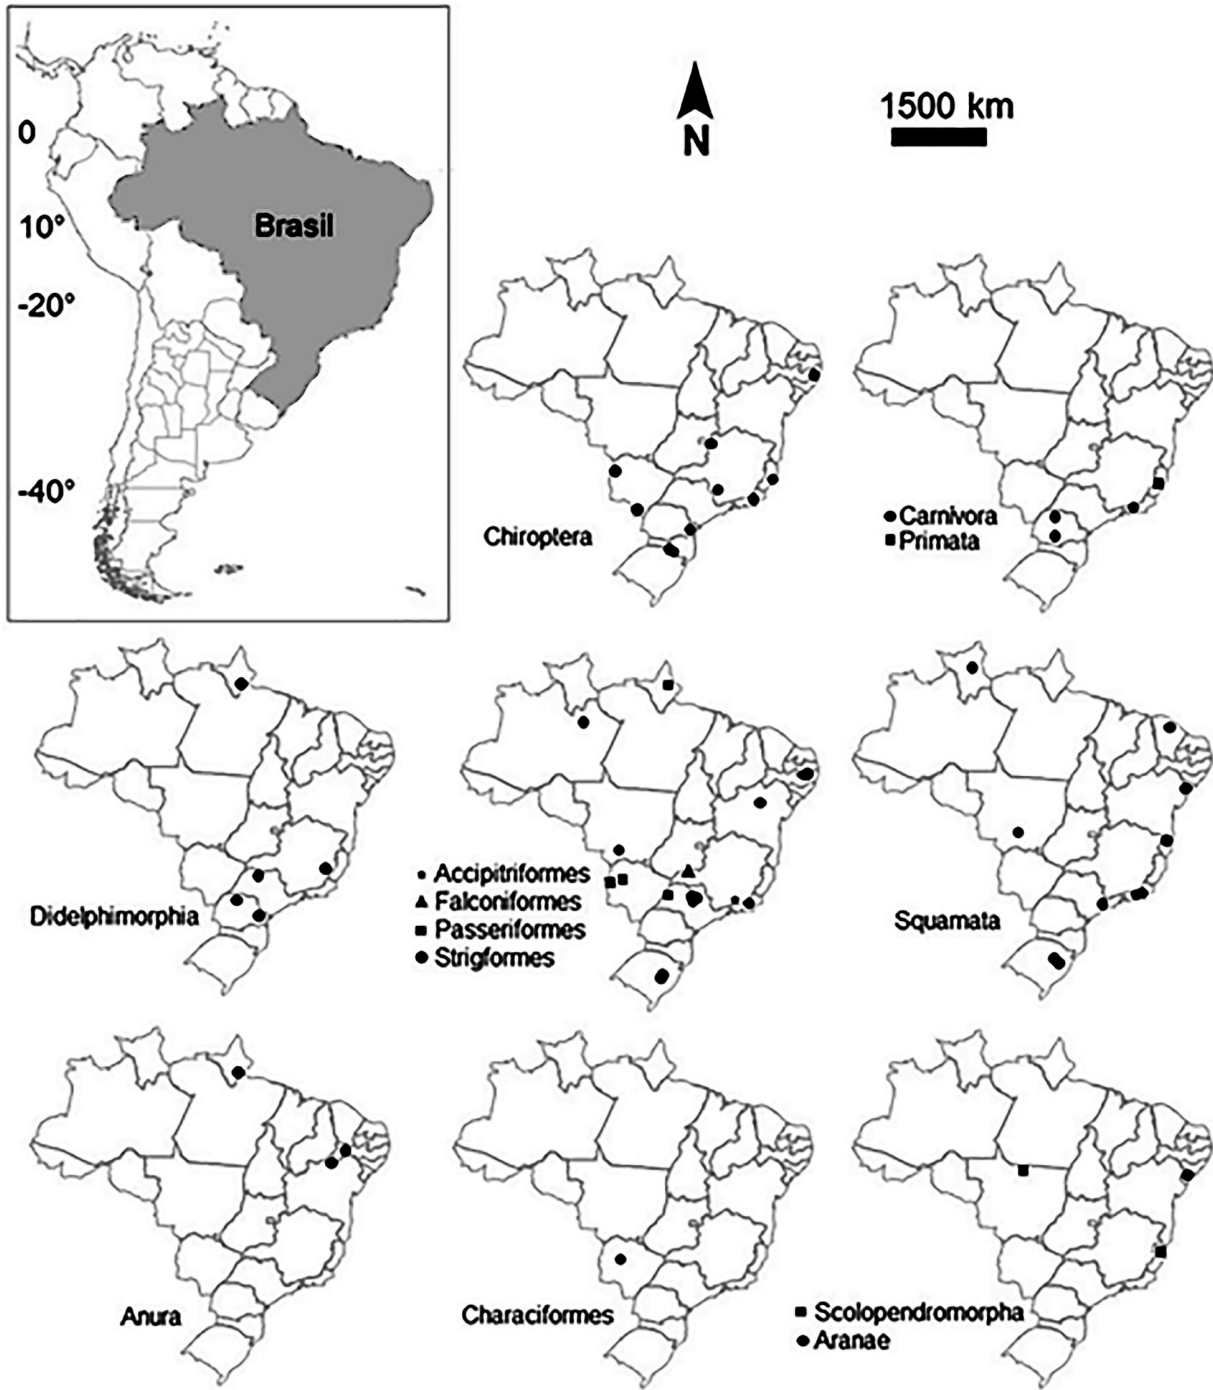 0
10°
-20°
-40°
Brasil
N
1500 km
Chiroptera
Carnivora
Primata
Didelphimorphia
Accipitriformes
Falconiformes
Passeriformes
Strigformes
Squamata
Anura
Characiformes
Scolopendromorpha
Aranae